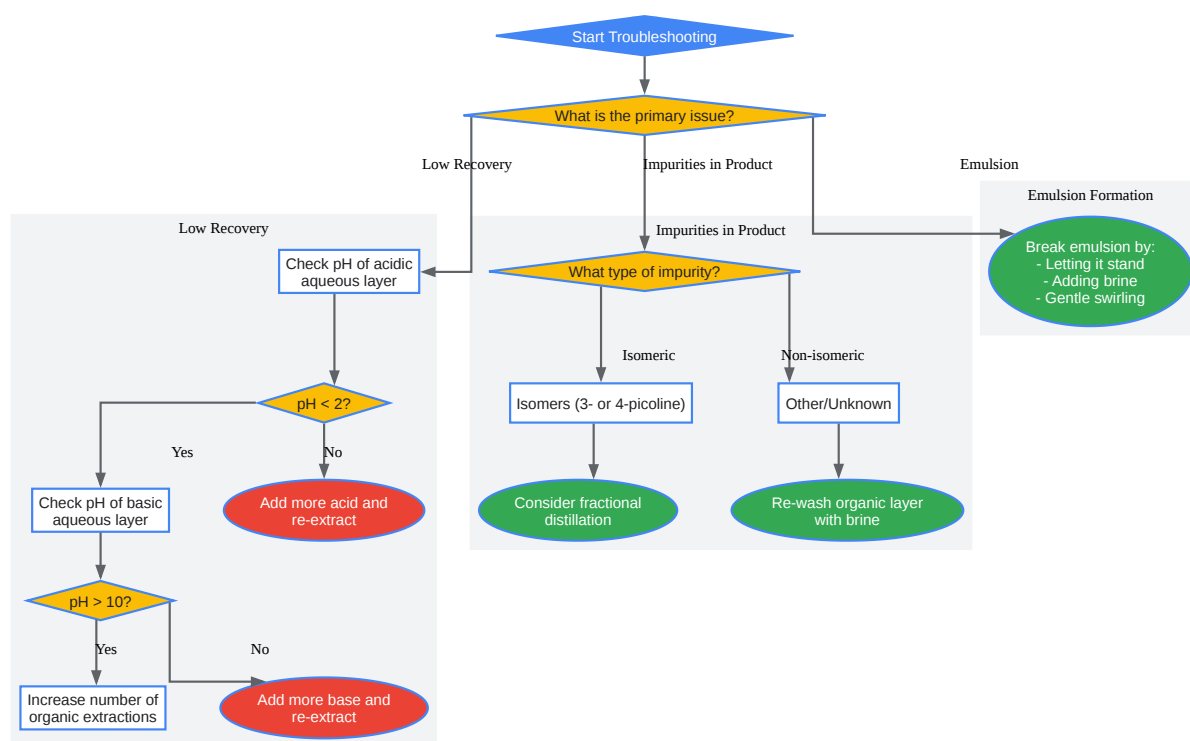 Start Troubleshooting
What is the primary issue?
Low Recovery
Impurities in Product
Emulsion
Emulsion Formation
Break emulsion by:
- Letting it stand
- Adding brine
- Gentle swirling
Low Recovery
Check pH of acidic
aqueous layer
pH < 2?
Yes
No
Check pH of basic
aqueous layer
Add more acid and
re-extract
pH > 10?
Yes
No
Increase number of
organic extractions
Add more base and
re-extract
Impurities in Product
What type of impurity?
Isomeric
Non-isomeric
Isomers (3- or 4-picoline)
Other/Unknown
Consider fractional
distillation
Re-wash organic layer
with brine